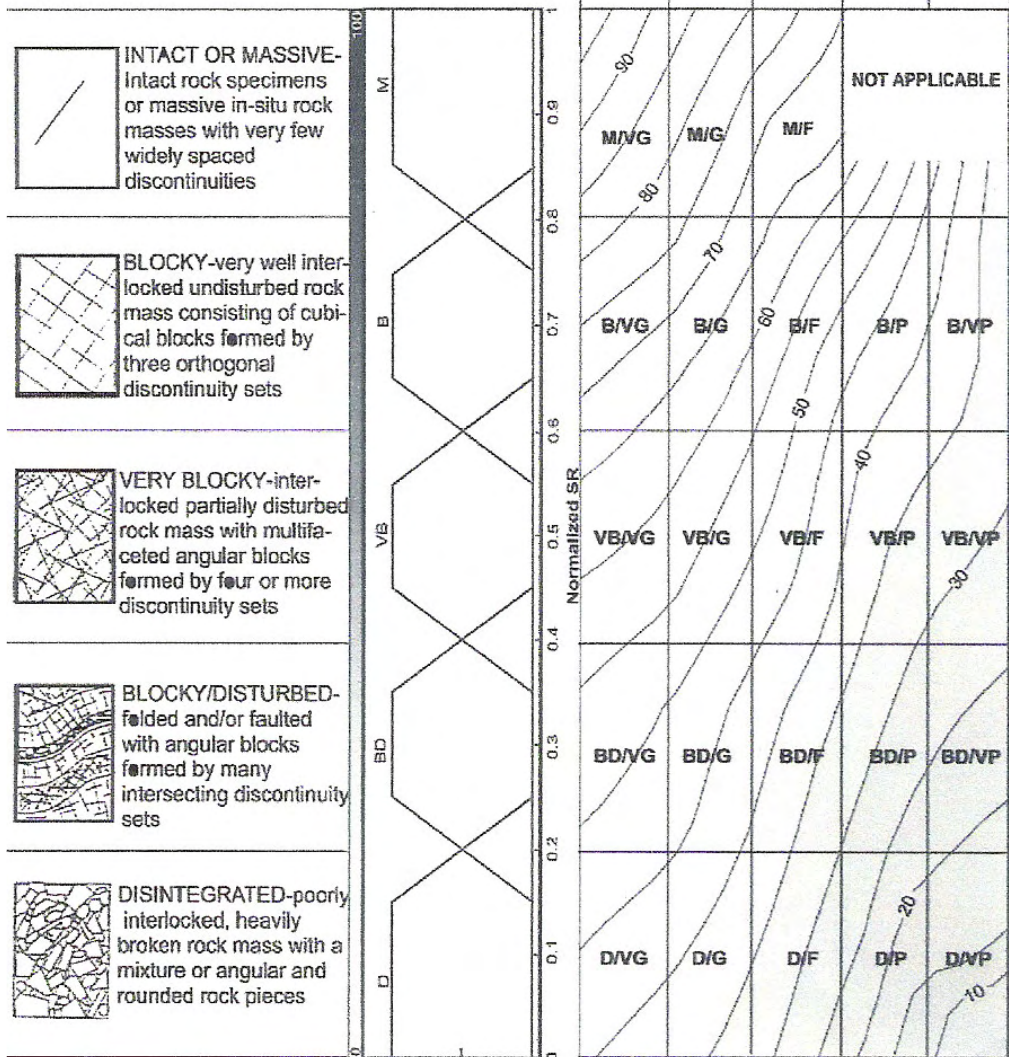 INTACT OR MASSIVE-
Intact rock specimens
or massive in-situ rock
masses with very few
widely spaced
discontinuities
BLOCKY-very well inter-
locked undisturbed rock
mass consisting of cubi-
cal blocks formed by
three orthogonal
discontinuity sets
VERY BLOCKY-inter-
locked partially disturbed
rock mass with multifa-
ceted angular blocks
formed by four or more
discontinuity sets
BLOCKY/DISTURBED-
folded and/or faulted
with angular blocks
formed by many
intersecting discontinuity
sets
DISINTEGRATED-poorly
interlocked, heavily
broken rock mass with a
mixture or angular and
rounded rock pieces
100
0
M
B
VB
BD
D
1
Normalized SR
1
0.9
0.8
0.7
0.6
0.5
0.4
0.3
0.2
0.1
0
NOT APPLICABLE
90
M/VG M/G M/F
80
70
60
B/VG B/G B/F B/P B/VP
50
40
VB/VG VB/G VB/F VB/P VB/VP
30
BD/VG BD/G BD/F BD/P BD/VP
20
D/VG D/G D/F D/P D/VP
10